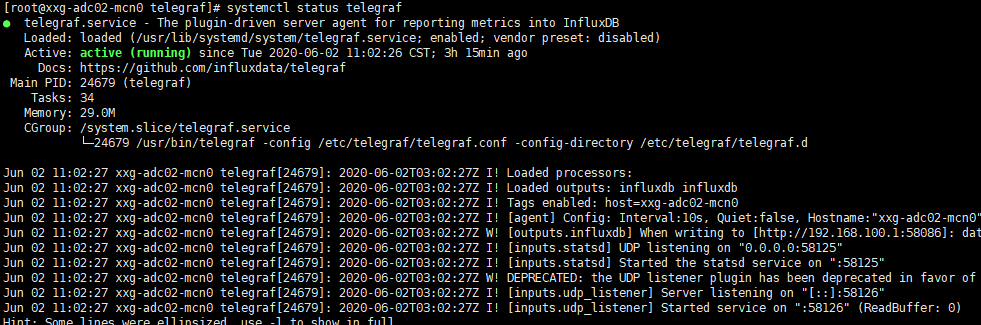 [root@xxg-adc02-mcn0 telegraf]# systemctl status telegraf
● telegraf.service - The plugin-driven server agent for reporting metrics into InfluxDB
Loaded: loaded (/usr/lib/systemd/system/telegraf.service; enabled; vendor preset: disabled)
Active: active (running) since Tue 2020-06-02 11:02:26 CST; 3h 15min ago
Docs: https://github.com/influxdata/telegraf
Main PID: 24679 (telegraf)
Tasks: 34
Memory: 29.0M
CGroup: /system.slice/telegraf.service
└─24679 /usr/bin/telegraf -config /etc/telegraf/telegraf.conf -config-directory /etc/telegraf/telegraf.d
Jun 02 11:02:27 xxg-adc02-mcn0 telegraf[24679]: 2020-06-02T03:02:27Z I! Loaded processors:
Jun 02 11:02:27 xxg-adc02-mcn0 telegraf[24679]: 2020-06-02T03:02:27Z I! Loaded outputs: influxdb influxdb
Jun 02 11:02:27 xxg-adc02-mcn0 telegraf[24679]: 2020-06-02T03:02:27Z I! Tags enabled: host=xxg-adc02-mcn0
Jun 02 11:02:27 xxg-adc02-mcn0 telegraf[24679]: 2020-06-02T03:02:27Z I! [agent] Config: Interval:10s, Quiet:false, Hostname:"xxg-adc02-mcn0"
Jun 02 11:02:27 xxg-adc02-mcn0 telegraf[24679]: 2020-06-02T03:02:27Z W! [outputs.influxdb] When writing to [http://192.168.100.1:58086]: dat
Jun 02 11:02:27 xxg-adc02-mcn0 telegraf[24679]: 2020-06-02T03:02:27Z I! [inputs.statsd] UDP listening on "0.0.0.0:58125"
Jun 02 11:02:27 xxg-adc02-mcn0 telegraf[24679]: 2020-06-02T03:02:27Z I! [inputs.statsd] Started the statsd service on ":58125"
Jun 02 11:02:27 xxg-adc02-mcn0 telegraf[24679]: 2020-06-02T03:02:27Z W! DEPRECATED: the UDP listener plugin has been deprecated in favor of
Jun 02 11:02:27 xxg-adc02-mcn0 telegraf[24679]: 2020-06-02T03:02:27Z I! [inputs.udp_listener] Server listening on "[::]:58126"
Jun 02 11:02:27 xxg-adc02-mcn0 telegraf[24679]: 2020-06-02T03:02:27Z I! [inputs.udp_listener] Started service on ":58126" (ReadBuffer: 0)
Hint: Some lines were ellipsized, use -l to show in full.